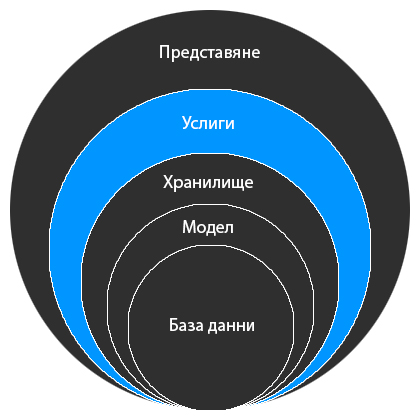 Представяне
Услиги
Хранилище
Модел
База данни